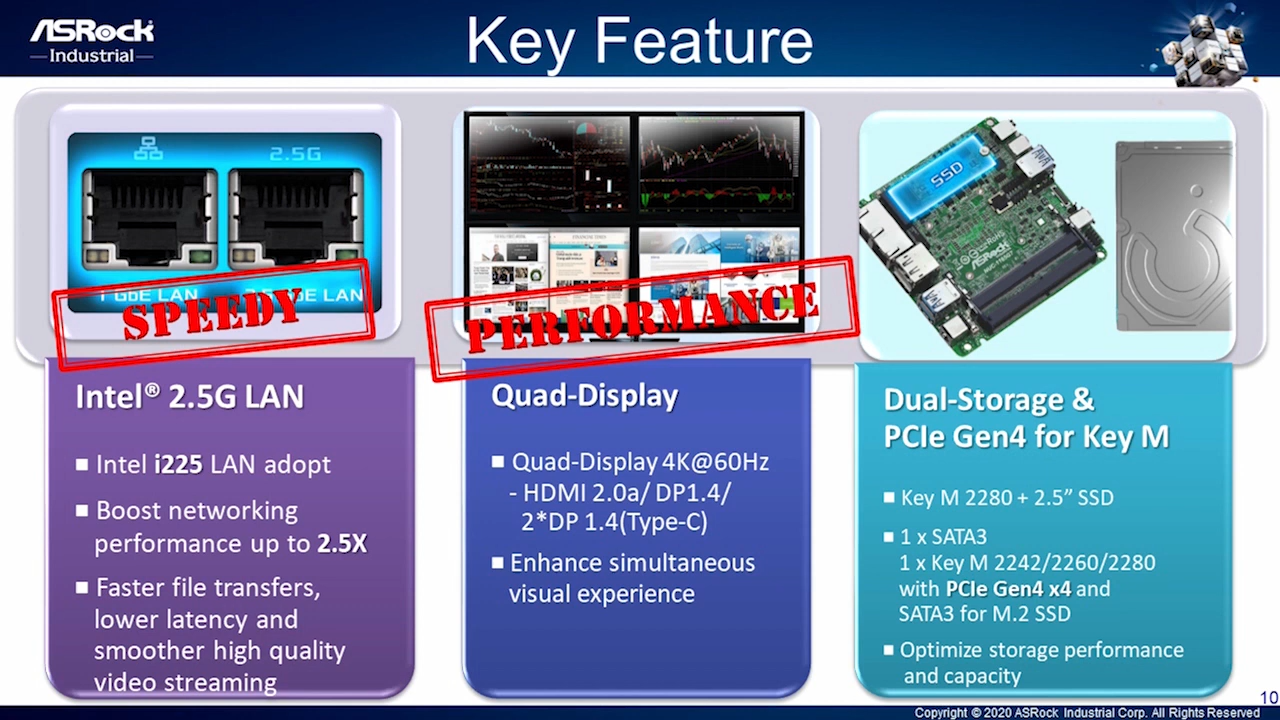 ASRock
Industrial
Key Feature
2.5G
1 GbE LAN
GbE LAN
SPEEDY
PERFORMANCE
SSD
ASRock
Intel® 2.5G LAN
■ Intel i225 LAN adopt
■ Boost networking
performance up to 2.5X
■ Faster file transfers,
lower latency and
smoother high quality
video streaming
Quad-Display
■ Quad-Display 4K@60Hz
- HDMI 2.0a/ DP1.4/
2*DP 1.4(Type-C)
■ Enhance simultaneous
visual experience
Dual-Storage &
PCIe Gen4 for Key M
■ Key M 2280 + 2.5” SSD
■ 1 x SATA3
1 x Key M 2242/2260/2280
with PCIe Gen4 x4 and
SATA3 for M.2 SSD
■ Optimize storage performance
and capacity
10
Copyright © 2020 ASRock Industrial Corp. All Rights Reserved